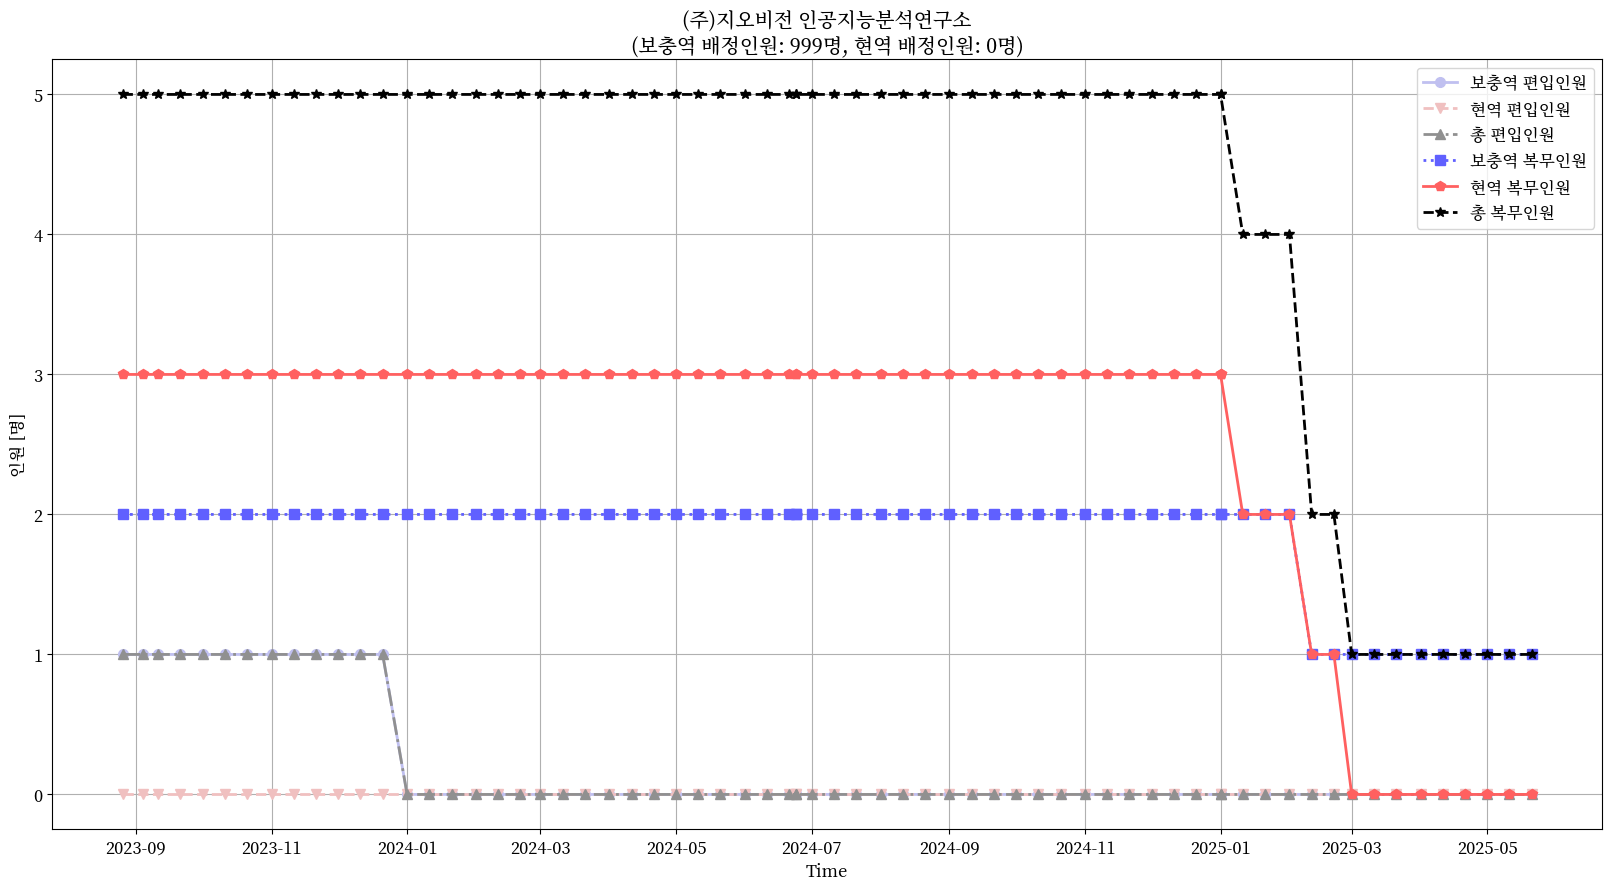 (주)지오비전 인공지능분석연구소
(보충역 배정인원: 999명, 현역 배정인원: 0명)
보충역 편입인원
현역 편입인원
총 편입인원
보충역 복무인원
현역 복무인원
총 복무인원
5
4
3
2
1
0
인원 [명]
2023-09 2023-11 2024-01 2024-03 2024-05 2024-07 2024-09 2024-11 2025-01 2025-03 2025-05
Time